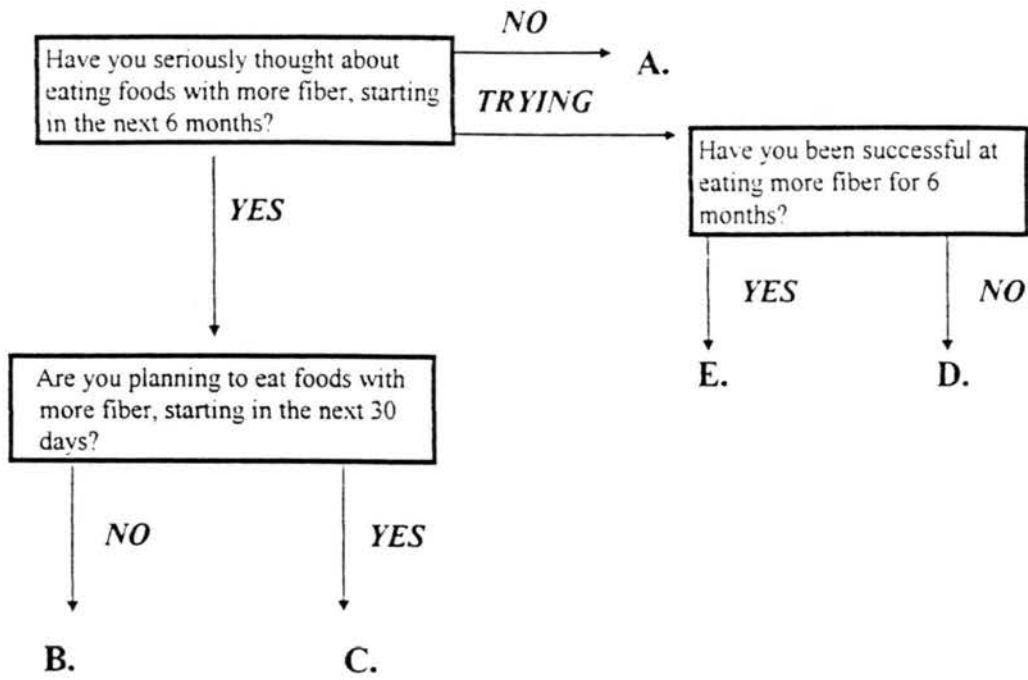 NO
Have you seriously thought about
eating foods with more fiber, starting
in the next 6 months?
A.
TRYING
Have you been successful at
eating more fiber for 6
months?
YES
YES
NO
E.
D.
Are you planning to eat foods with
more fiber, starting in the next 30
days?
NO
YES
B.
C.